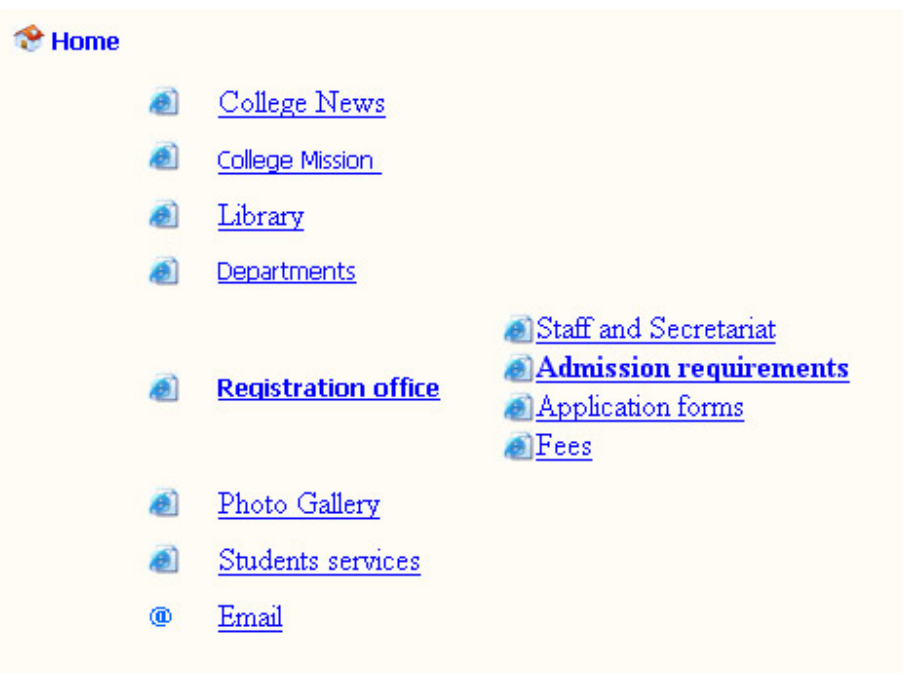 Home
College News
College Mission
Library
Departments
Registration office
Staff and Secretariat
Admission requirements
Application forms
Fees
Photo Gallery
Students services
@ Email